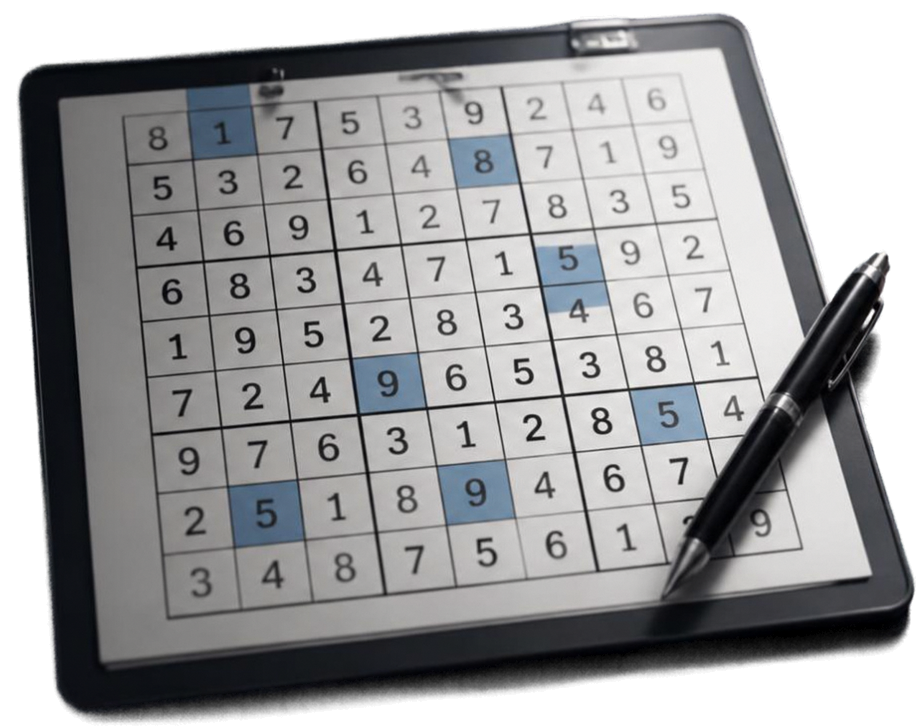 8 1 7 5 3 9 2 4 6
5 3 2 6 4 8 7 1 9
4 6 9 1 2 7 8 3 5
6 8 3 4 7 1 5 9 2
1 9 5 2 8 3 4 6 7
7 2 4 9 6 5 3 8 1
9 7 6 3 1 2 8 5 4
2 5 1 8 9 4 6 7
3 4 8 7 5 6 1 9